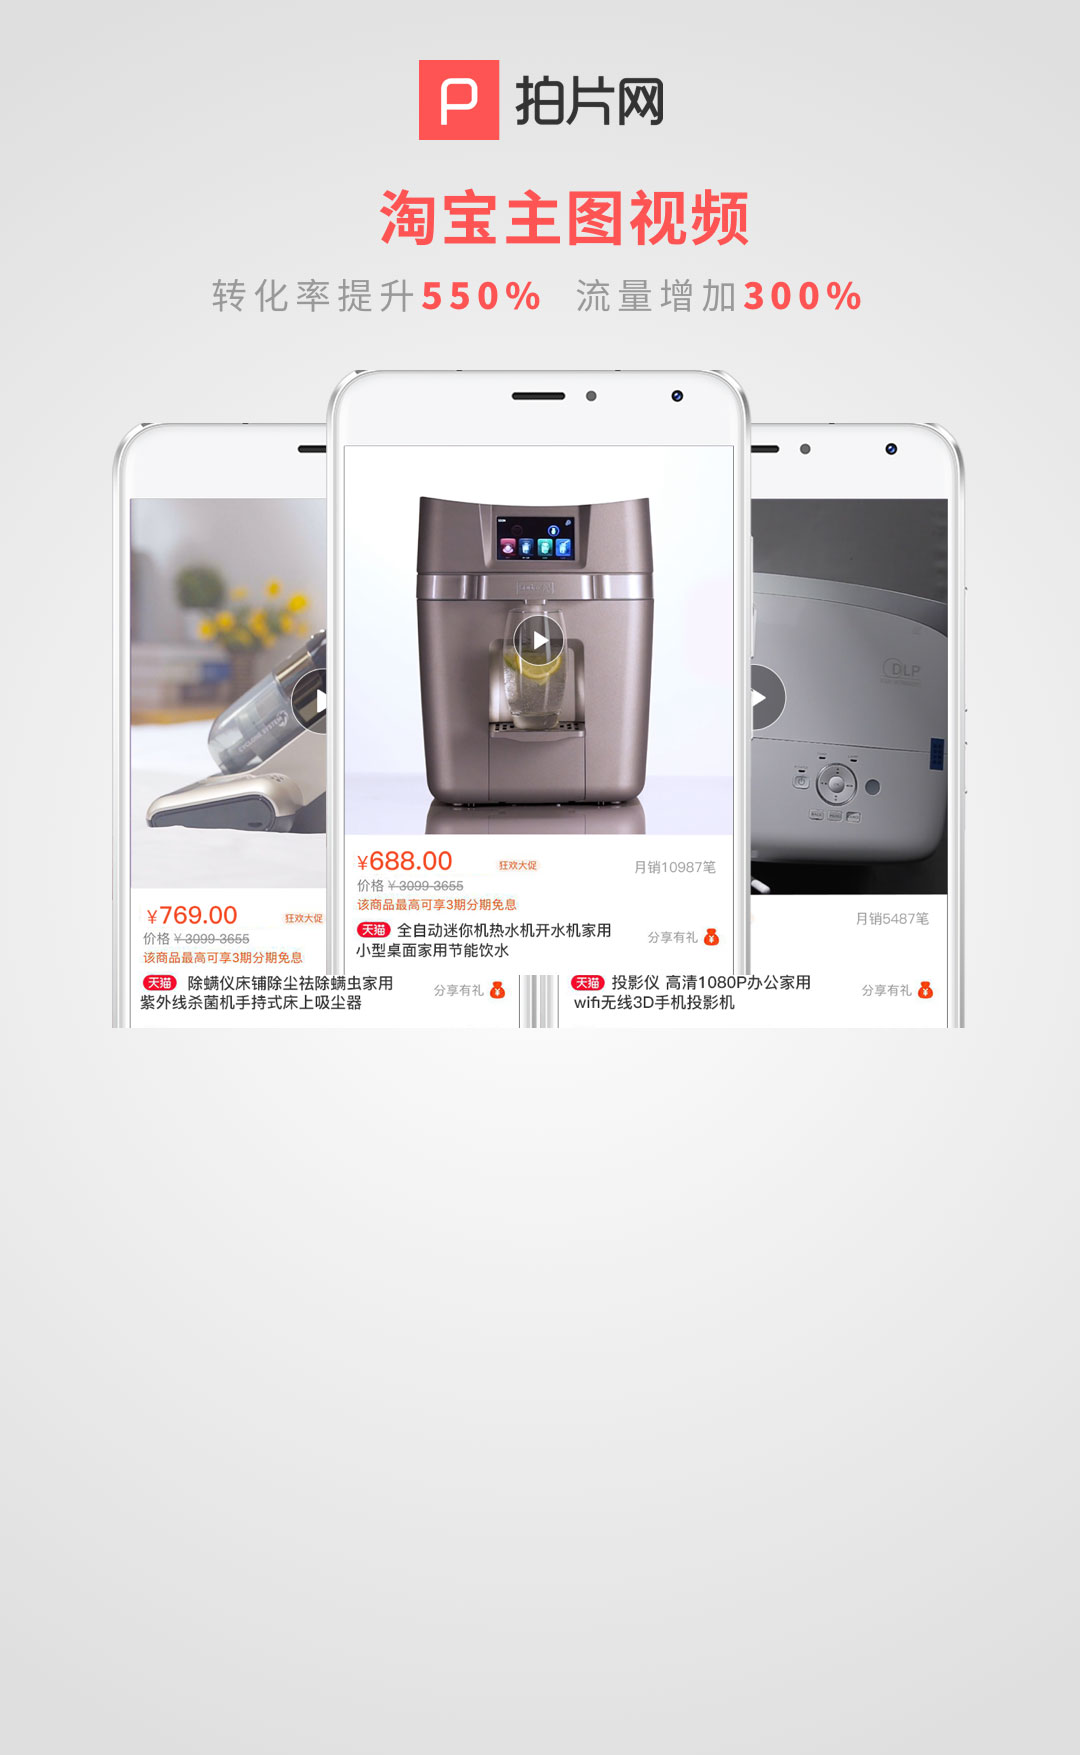 P 拍片网
淘宝主图视频
转化率提升550% 流量增加300%
DLP
CYCLONE SYSTEM
¥688.00 狂欢大促 月销10987笔
价格 ¥ 3099-3655
该商品最高可享3期分期免息
天猫 全自动迷你机热水机开水机家用
小型桌面家用节能饮水
分享有礼
¥769.00 狂欢大促
价格 ¥ 3099-3655
该商品最高可享3期分期免息
天猫 除螨仪床铺除尘祛除螨虫家用
紫外线杀菌机手持式床上吸尘器
分享有礼
月销5487笔
天猫 投影仪 高清1080P办公家用
wifi无线3D手机投影机
分享有礼